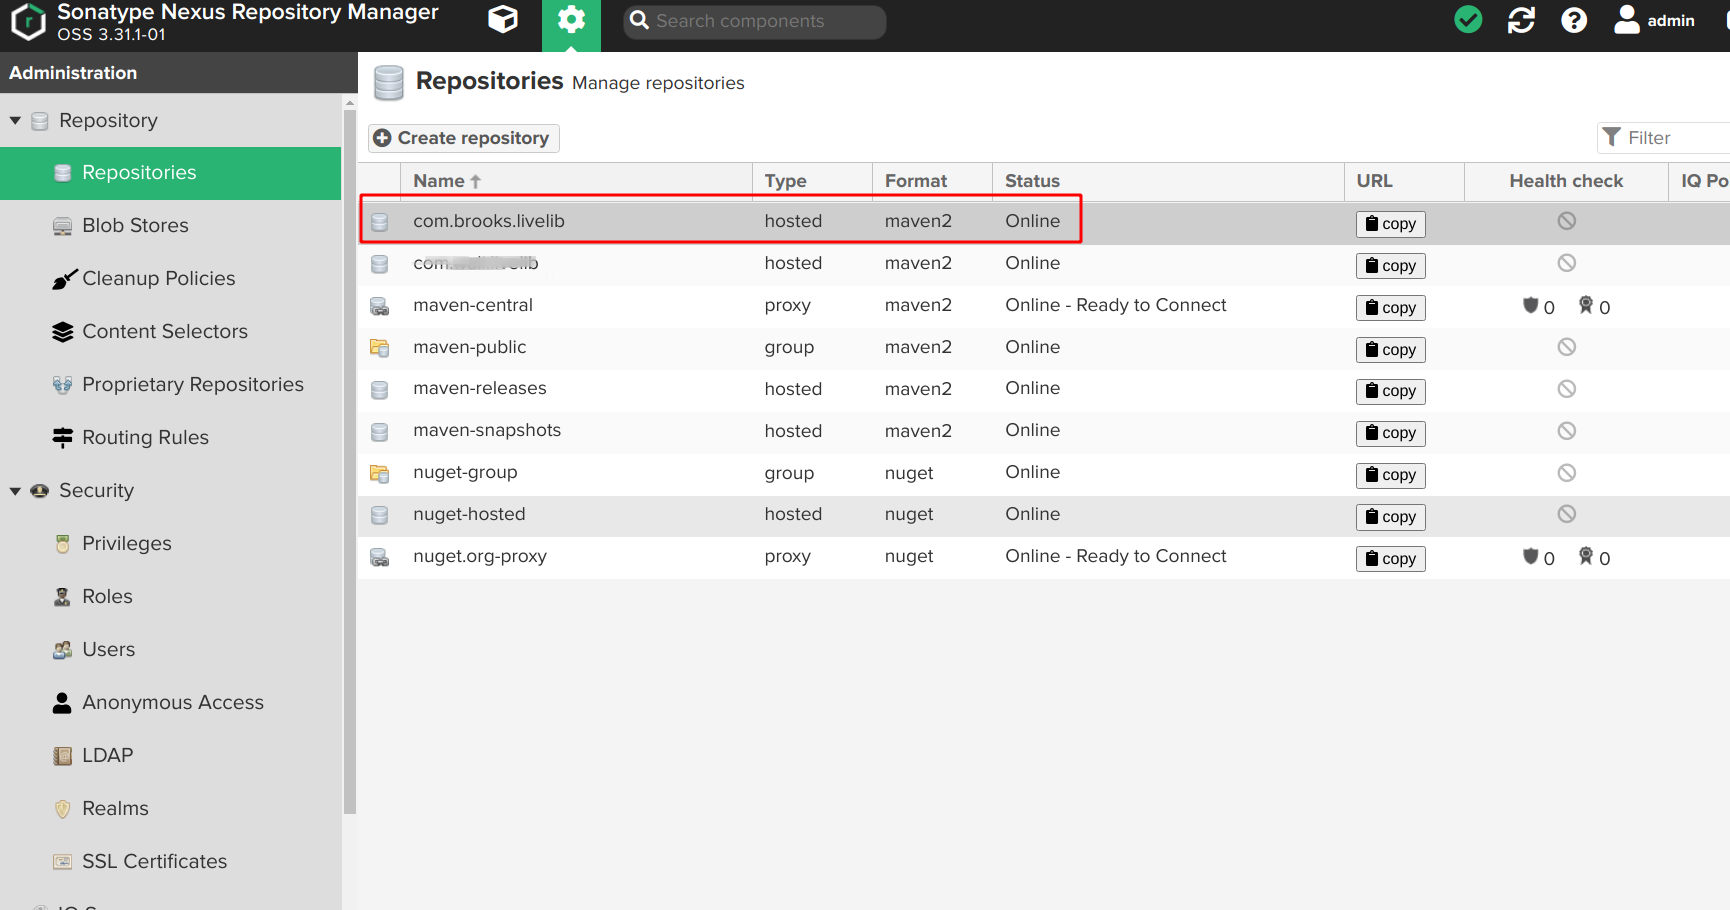 Sonatype Nexus Repository Manager
OSS 3.31.1-01
Search components
admin
Administration
Repository
Repositories
Blob Stores
Cleanup Policies
Content Selectors
Proprietary Repositories
Routing Rules
Security
Privileges
Roles
Users
Anonymous Access
LDAP
Realms
SSL Certificates
Repositories Manage repositories
Create repository
Filter
Name Type Format Status URL Health check IQ Po
com.brooks.livelib hosted maven2 Online copy
hosted maven2 Online copy
maven-central proxy maven2 Online - Ready to Connect copy 0 0
maven-public group maven2 Online copy
maven-releases hosted maven2 Online copy
maven-snapshots hosted maven2 Online copy
nuget-group group nuget Online copy
nuget-hosted hosted nuget Online copy
nuget.org-proxy proxy nuget Online - Ready to Connect copy 0 0